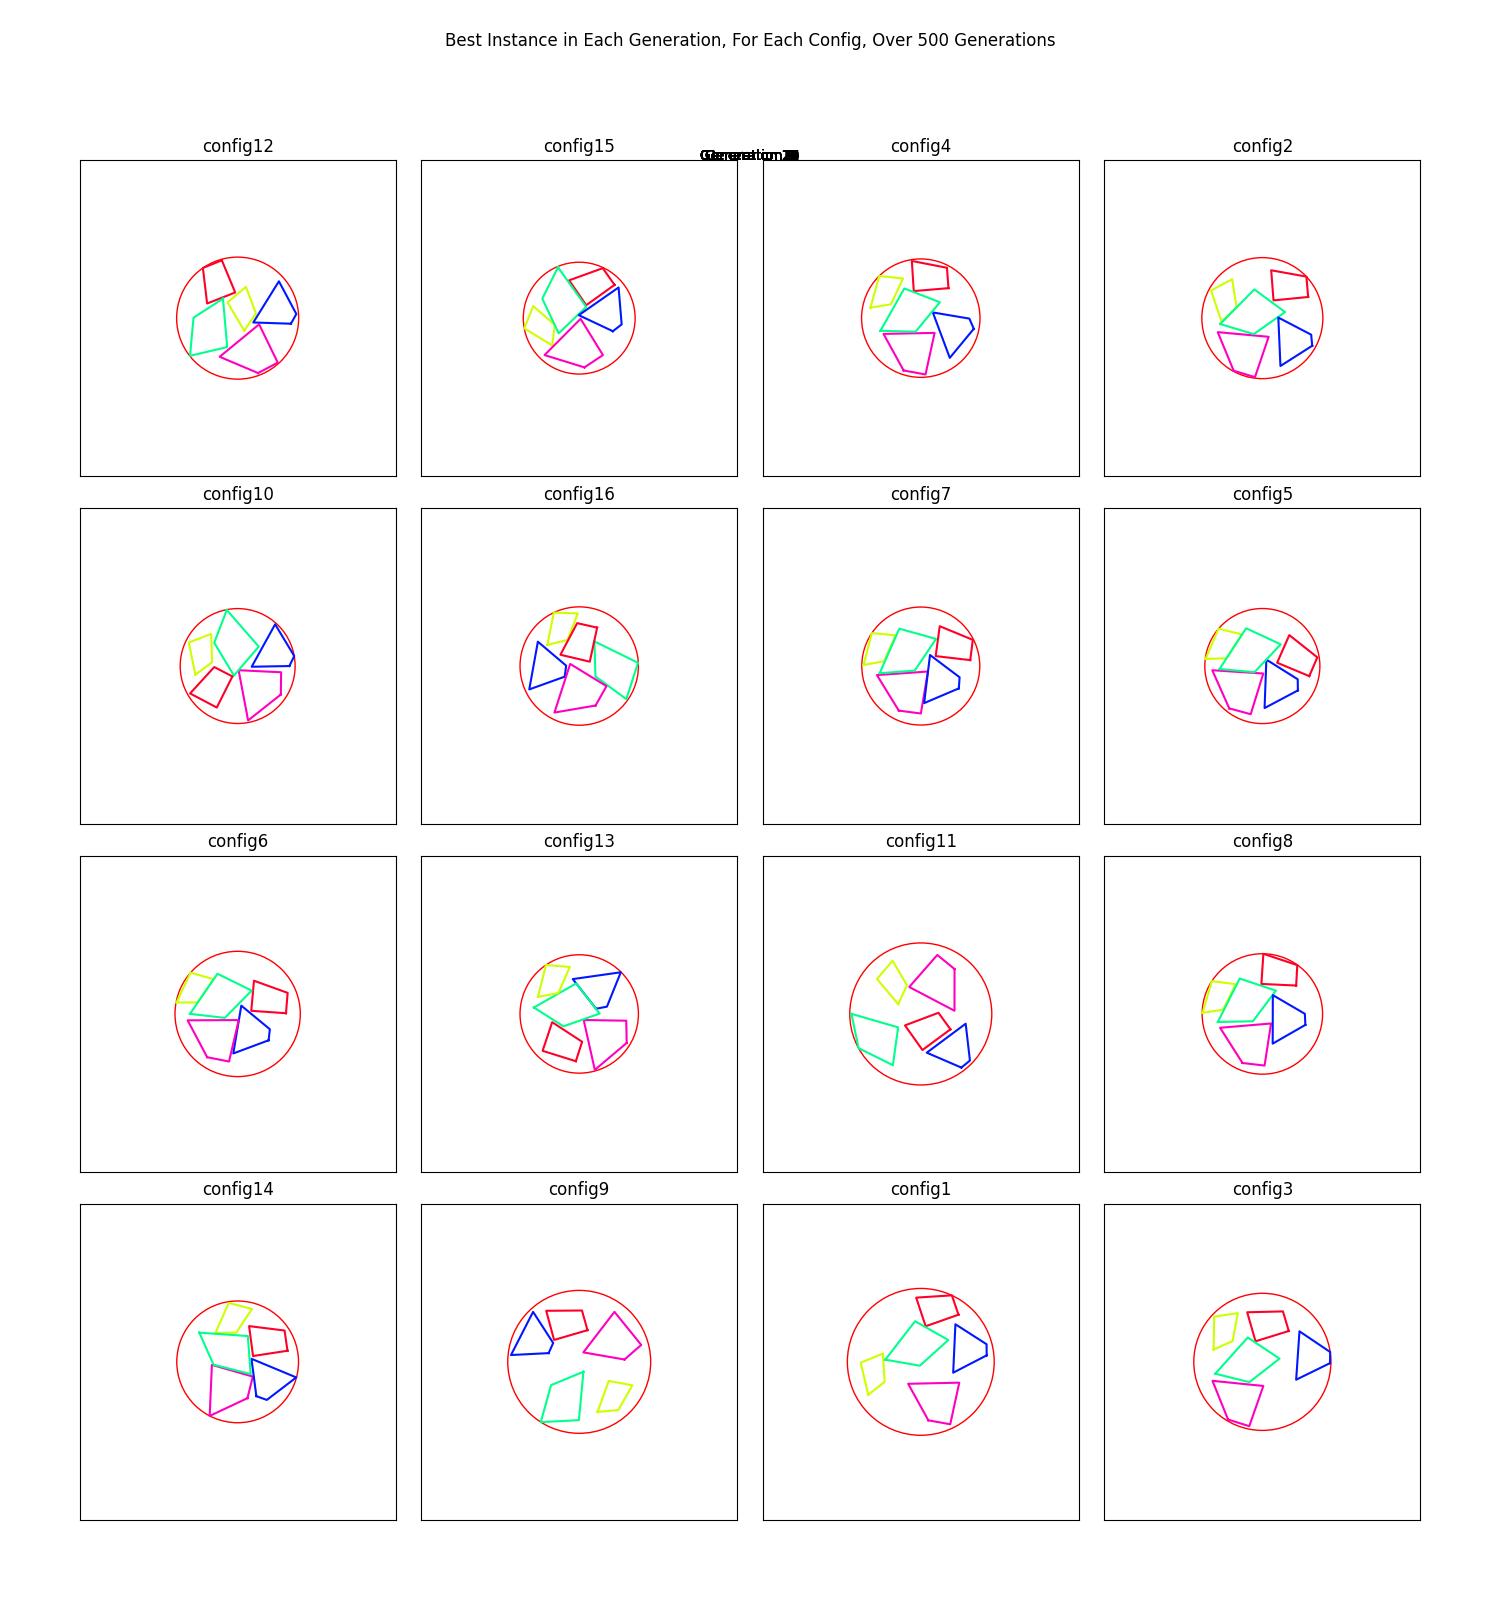 Best Instance in Each Generation, For Each Config, Over 500 Generations
config12
config15
config4
config2
config10
config16
config7
config5
config6
config13
config11
config8
config14
config9
config1
config3